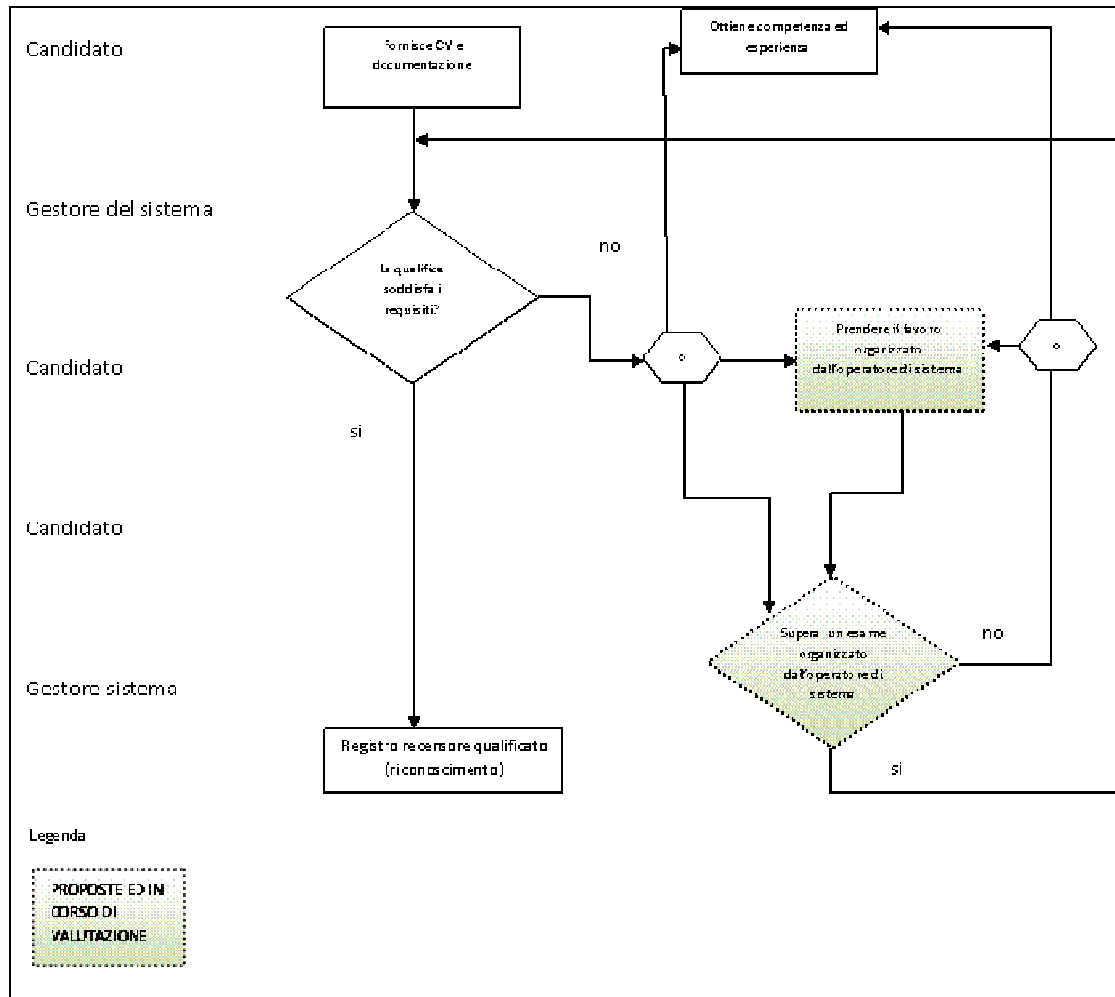 Candidato
Fornisce CV e
documentazione
Ottiene competenza ed
esperienza
Gestore del sistema
no
La qualifica
soddisfa i
requisiti?
Candidato
o
Prendere il lavoro
organizzato
dall'operatore di sistema
o
si
Candidato
Supera un esame
organizzato
dall'operatore di
sistema
no
Gestore sistema
Registro recensore qualificato
(riconoscimento)
si
Legenda
PROPOSTE ED IN
CORSO DI
VALUTAZIONE